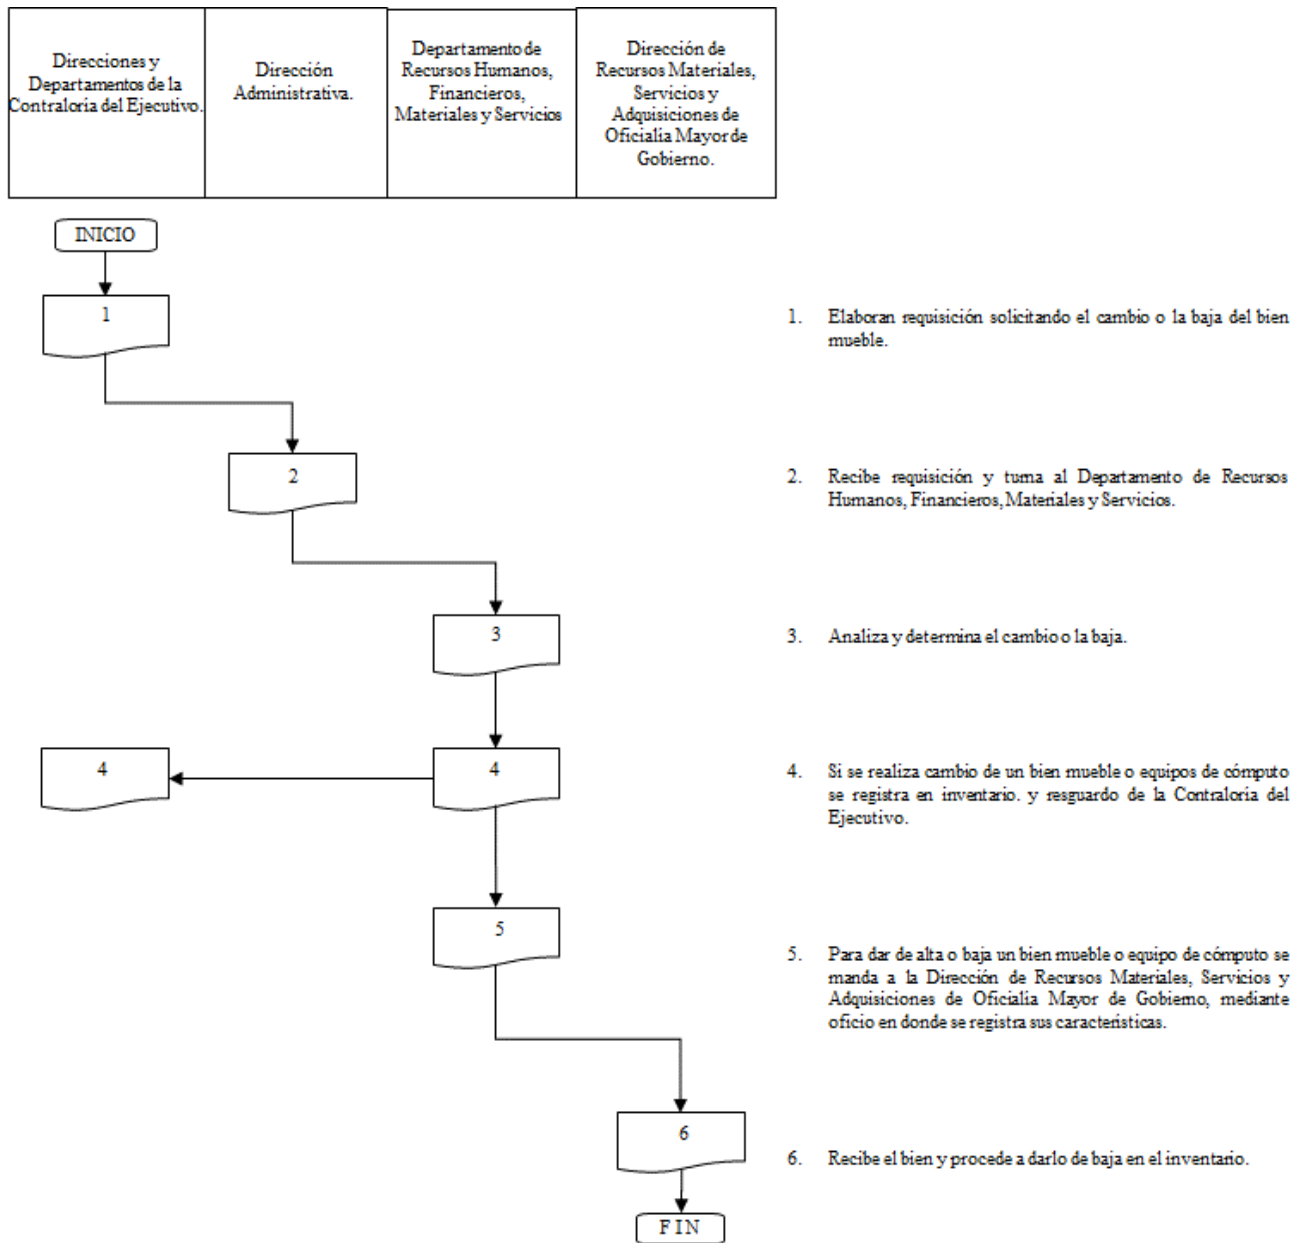 Direcciones y
Departamentos de la
Contraloria del Ejecutivo.
Dirección
Administrativa.
Departamento de
Recursos Humanos,
Financieros,
Materiales y Servicios
Dirección de
Recursos Materiales,
Servicios y
Adquisiciones de
Oficialia Mayor de
Gobierno.
INICIO
1
1. Elaboran requisición solicitando el cambio o la baja del bien
mueble.
2
2. Recibe requisición y turna al Departamento de Recursos
Humanos, Financieros, Materiales y Servicios.
3
3. Analiza y determina el cambio o la baja.
4
4
4. Si se realiza cambio de un bien mueble o equipos de cómputo
se registra en inventario. y resguardo de la Contraloria del
Ejecutivo.
5
5. Para dar de alta o baja un bien mueble o equipo de cómputo se
manda a la Dirección de Recursos Materiales, Servicios y
Adquisiciones de Oficialia Mayor de Gobierno, mediante
oficio en donde se registra sus características.
6
6. Recibe el bien y procede a darlo de baja en el inventario.
F I N